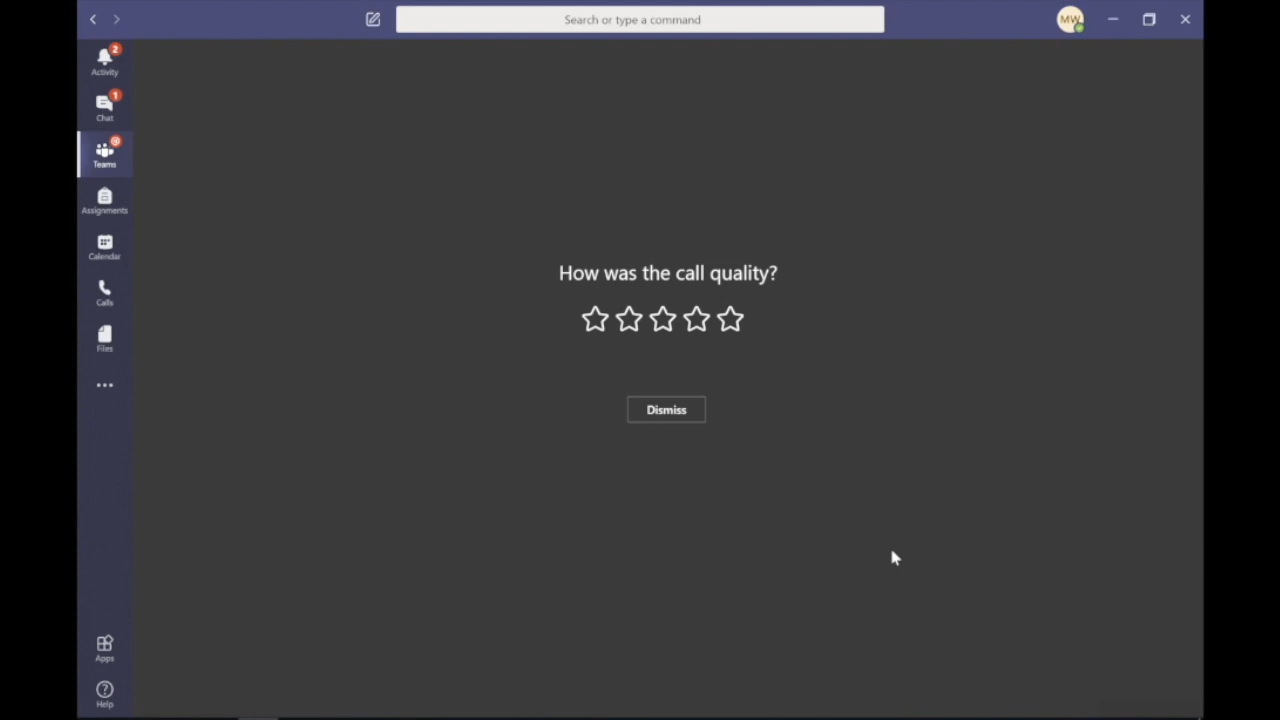 Search or type a command
MW
2
Activity
1
Chat
Teams
Assignments
Calendar
Calls
Files
How was the call quality?
Dismiss
Apps
Help